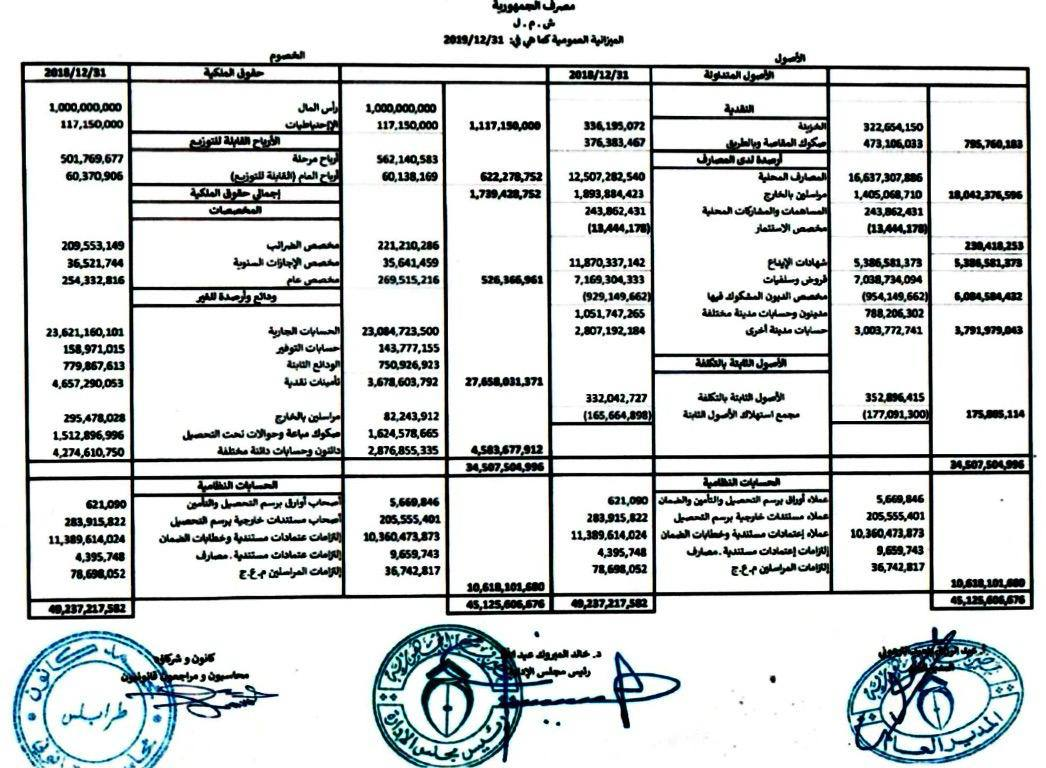 مصرف الجمهورية
ش . م . ل
الميزانية العمومية كما هي في: 2019/12/31
الأصول
الأصول المتداولة 2018/12/31
النقدية
322,654,150 الخزينة 336,195,072
795,760,183 473,106,033 صكوك المقاصة وبالطريق 376,383,467
أرصدة لدى المصارف
16,637,307,886 المصارف المحلية 12,507,282,540
18,042,376,596 1,405,068,710 مراسلين بالخارج 1,893,884,423
243,862,431 المساهمات والمشاركات المحلية 243,862,431
(13,444,178) مخصص الاستثمار (13,444,178)
230,418,253
5,386,581,373 5,386,581,373 شهادات الإيداع 11,870,337,142
7,038,734,094 قروض وسلفيات 7,169,304,333
6,084,584,432 (954,149,662) مخصص الديون المشكوك فيها (929,149,662)
788,206,302 مدينون وحسابات مدينة مختلفة 1,051,747,265
3,791,979,043 3,003,772,741 حسابات مدينة أخرى 2,807,192,184
الأصول الثابتة بالتكلفة
352,896,415 الأصول الثابتة بالتكلفة 332,042,727
175,805,114 (177,091,300) مجمع استهلاك الأصول الثابتة (165,664,898)
34,507,504,996
الحسابات النظامية
5,669,846 عملاء أوراق برسم التحصيل والتأمين والضمان 621,090
205,555,401 عملاء مستندات خارجية برسم التحصيل 283,915,822
10,360,473,873 عملاء إعتمادات مستندية وخطابات الضمان 11,389,614,024
9,659,743 إلتزامات إعتمادات مستندية . مصارف 4,395,748
36,742,817 إلتزامات المراسلين م.ع.ج 78,698,052
10,618,101,680
45,125,606,676 49,237,217,582
الخصوم
حقوق الملكية 2018/12/31
1,000,000,000 رأس المال 1,000,000,000
1,117,150,000 117,150,000 الإحتياطيات 117,150,000
الأرباح القابلة للتوزيع
562,140,583 أرباح مرحلة 501,769,677
622,278,752 60,138,169 أرباح العام (القابلة للتوزيع) 60,370,906
1,739,428,752 إجمالي حقوق الملكية
المخصصات
221,210,286 مخصص الضرائب 209,553,149
35,641,459 مخصص الإجازات السنوية 36,521,744
526,366,961 269,515,216 مخصص عام 254,332,816
ودائع وأرصدة للغير
23,084,723,500 الحسابات الجارية 23,621,160,101
143,777,155 حسابات التوفير 158,971,015
750,926,923 الودائع الثابتة 779,867,613
27,658,031,371 3,678,603,792 تأمينات نقدية 4,657,290,053
82,243,912 مراسلين بالخارج 295,478,028
1,624,578,665 صكوك مباعة وحوالات تحت التحصيل 1,512,896,996
4,583,677,912 2,876,855,335 دائنون وحسابات دائنة مختلفة 4,274,610,750
34,507,504,996
الحسابات النظامية
5,669,846 أصحاب أوارق برسم التحصيل والتأمين 621,090
205,555,401 أصحاب مستندات خارجية برسم التحصيل 283,915,822
10,360,473,873 إلتزامات عتمادات مستندية وخطابات الضمان 11,389,614,024
9,659,743 إلتزامات عتمادات مستندية . مصارف 4,395,748
36,742,817 إلتزامات المراسلين م.ع.ج 78,698,052
10,618,101,680
45,125,606,676 49,237,217,582
المدير العام
د. خالد المبروك
رئيس مجلس
رئيس مجلس الإدارة
كانون و شركاؤه
محاسبون و مراجعون قانونيون
كانون
طرابلس